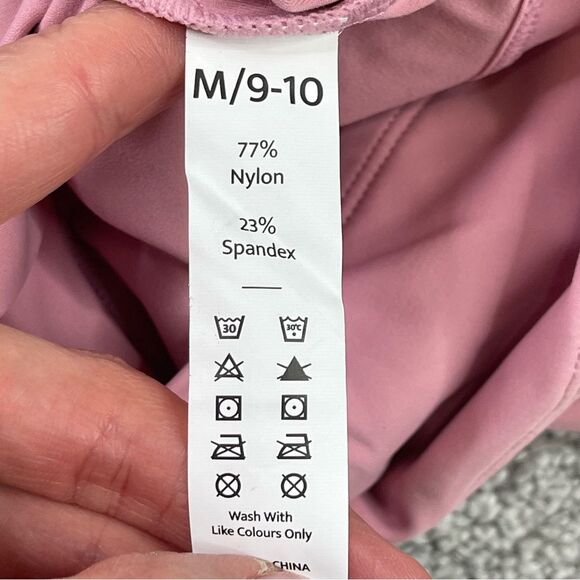 M/9-10
77%
Nylon
23%
Spandex
30 30°C
Wash With
Like Colours Only
CHINA